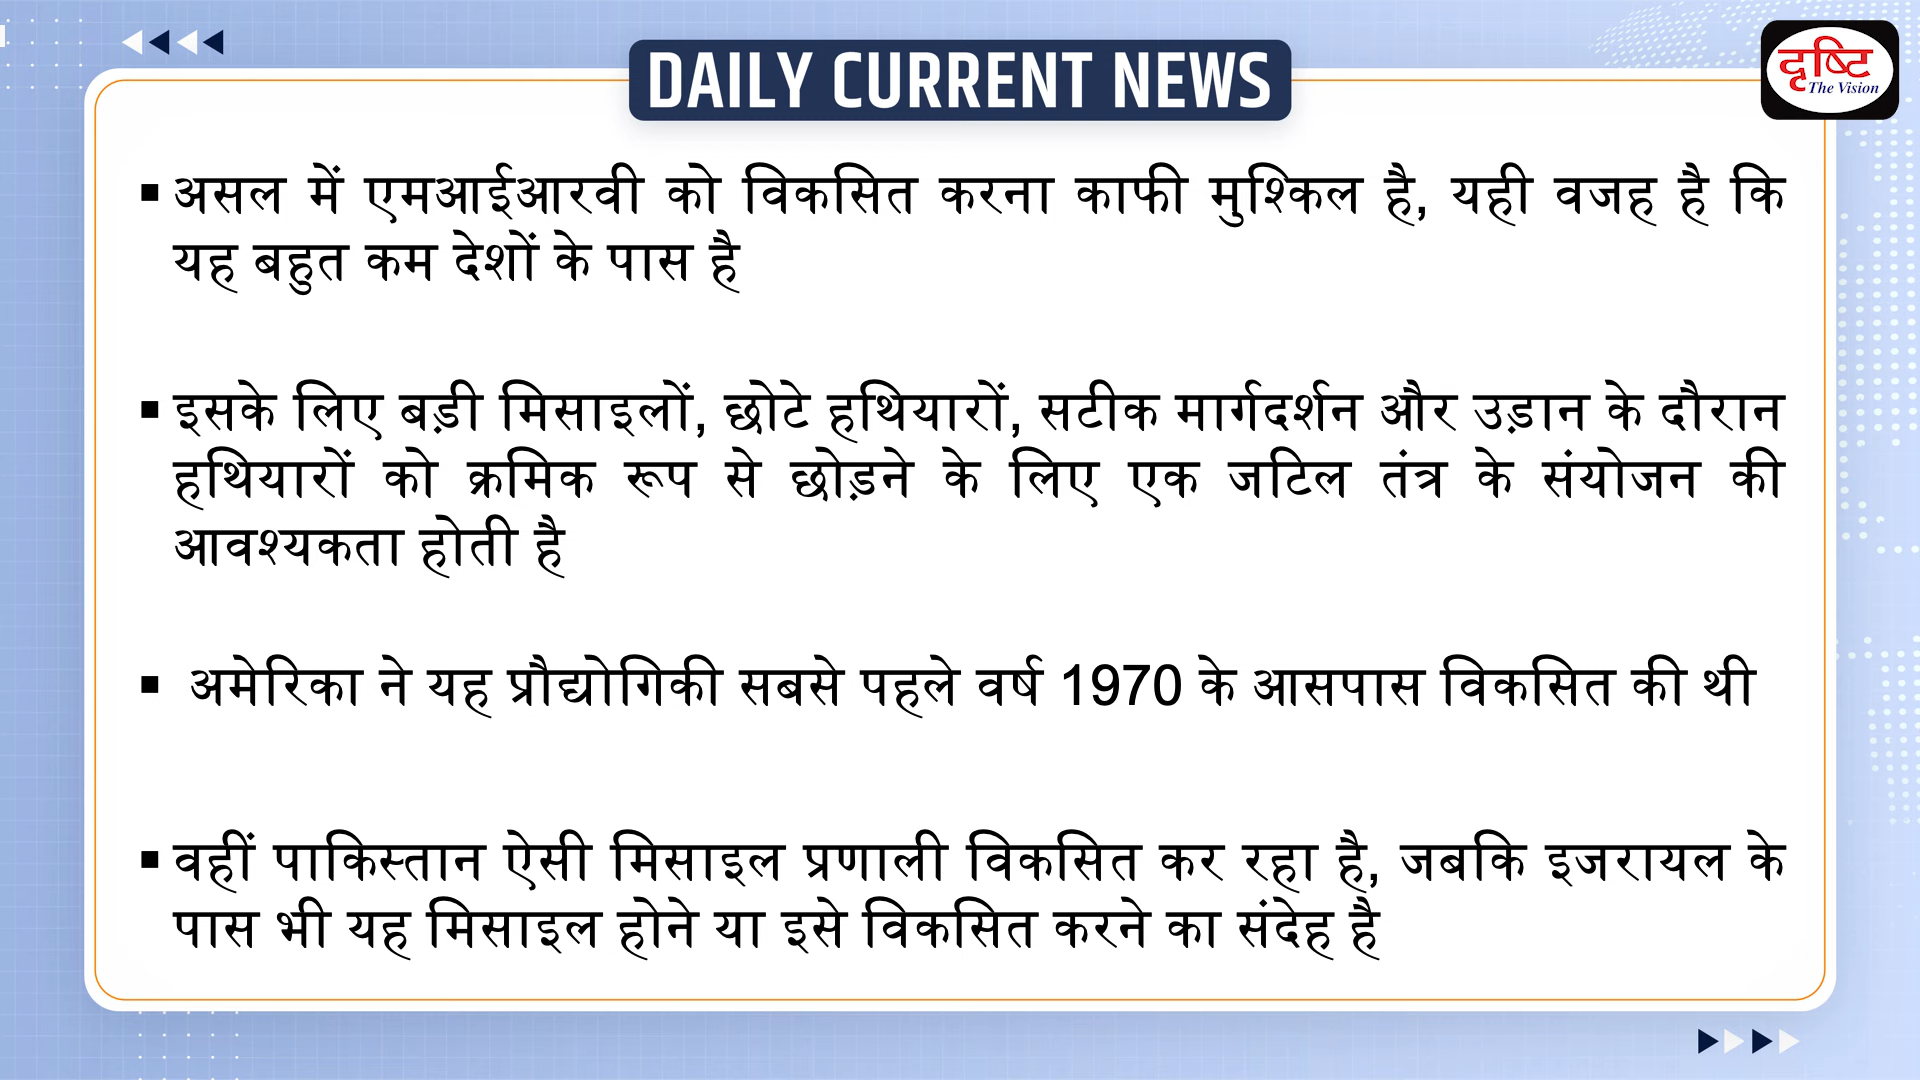 DAILY CURRENT NEWS
दृष्टि
The Vision
▪ असल में एमआईआरवी को विकसित करना काफी मुश्किल है, यही वजह है कि
यह बहुत कम देशों के पास है
▪ इसके लिए बड़ी मिसाइलों, छोटे हथियारों, सटीक मार्गदर्शन और उड़ान के दौरान
हथियारों को क्रमिक रूप से छोड़ने के लिए एक जटिल तंत्र के संयोजन की
आवश्यकता होती है
▪ अमेरिका ने यह प्रौद्योगिकी सबसे पहले वर्ष 1970 के आसपास विकसित की थी
▪ वहीं पाकिस्तान ऐसी मिसाइल प्रणाली विकसित कर रहा है, जबकि इजरायल के
पास भी यह मिसाइल होने या इसे विकसित करने का संदेह है